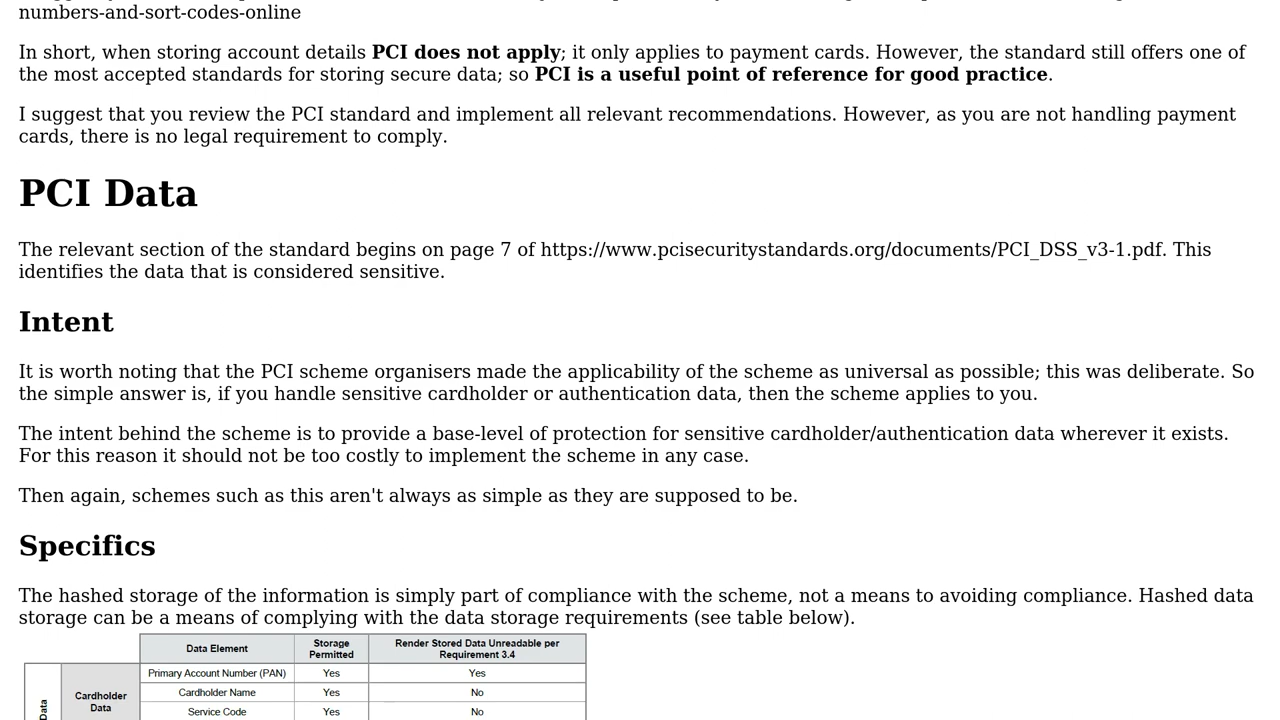 numbers-and-sort-codes-online
In short, when storing account details PCI does not apply; it only applies to payment cards. However, the standard still offers one of
the most accepted standards for storing secure data; so PCI is a useful point of reference for good practice.
I suggest that you review the PCI standard and implement all relevant recommendations. However, as you are not handling payment
cards, there is no legal requirement to comply.
PCI Data
The relevant section of the standard begins on page 7 of https://www.pcisecuritystandards.org/documents/PCI_DSS_v3-1.pdf. This
identifies the data that is considered sensitive.
Intent
It is worth noting that the PCI scheme organisers made the applicability of the scheme as universal as possible; this was deliberate. So
the simple answer is, if you handle sensitive cardholder or authentication data, then the scheme applies to you.
The intent behind the scheme is to provide a base-level of protection for sensitive cardholder/authentication data wherever it exists.
For this reason it should not be too costly to implement the scheme in any case.
Then again, schemes such as this aren't always as simple as they are supposed to be.
Specifics
The hashed storage of the information is simply part of compliance with the scheme, not a means to avoiding compliance. Hashed data
storage can be a means of complying with the data storage requirements (see table below).
Data Element Storage Permitted Render Stored Data Unreadable per Requirement 3.4
Data
Cardholder Data
Primary Account Number (PAN) Yes Yes
Cardholder Name Yes No
Service Code Yes No